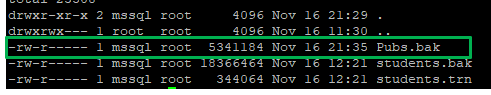 drwxr-xr-x 2 mssql root     4096 Nov 16 21:29 .
drwxrwx--- 1 root  root     4096 Nov 16 11:30 ..
-rw-r----- 1 mssql root  5341184 Nov 16 21:35 Pubs.bak
-rw-r----- 1 mssql root 18366464 Nov 16 12:21 students.bak
-rw-r----- 1 mssql root   344064 Nov 16 12:21 students.trn